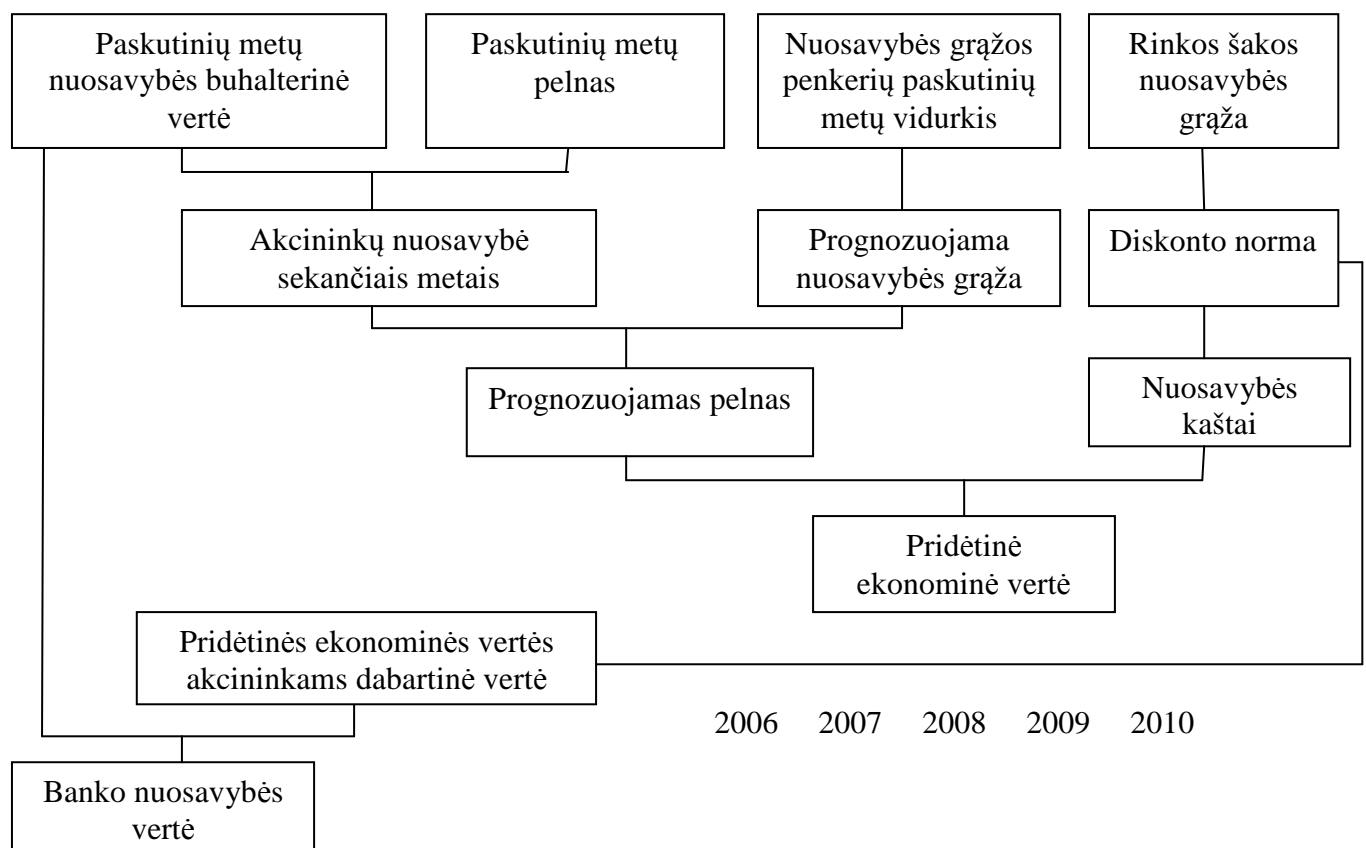 Paskutinių metų
nuosavybės buhalterinė
vertė
Paskutinių metų
pelnas
Nuosavybės grąžos
penkerių paskutinių
metų vidurkis
Rinkos šakos
nuosavybės
grąža
Akcininkų nuosavybė
sekančiais metais
Prognozuojama
nuosavybės grąža
Diskonto norma
Prognozuojamas pelnas
Nuosavybės
kaštai
Pridėtinė
ekonominė vertė
Pridėtinės ekonominės vertės
akcininkams dabartinė vertė
2006 2007 2008 2009 2010
Banko nuosavybės
vertė